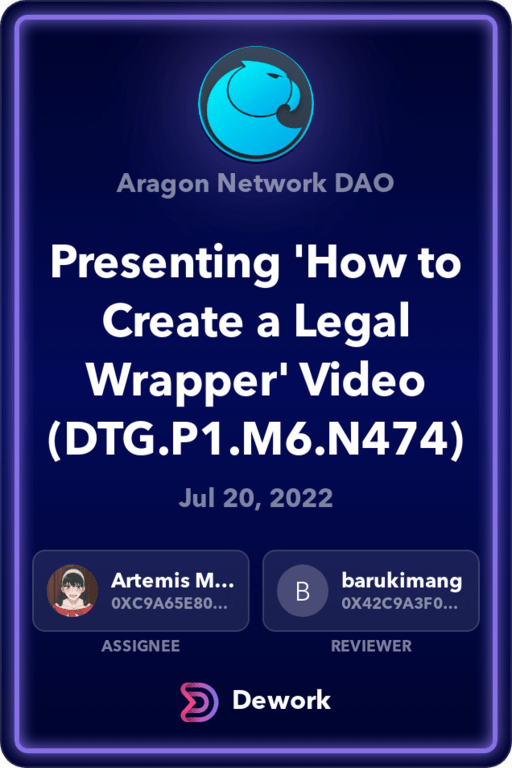 Aragon Network DAO
Presenting 'How to
Create a Legal
Wrapper' Video
(DTG.P1.M6.N474)
Jul 20, 2022
Artemis M...
0XC9A65E80...
ASSIGNEE
B
barukimang
0X42C9A3F0...
REVIEWER
Dework